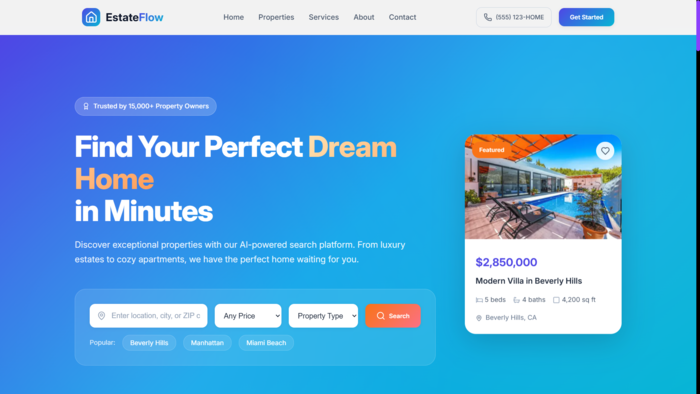 EstateFlow
Home Properties Services About Contact
(555) 123-HOME
Get Started
Trusted by 15,000+ Property Owners
Find Your Perfect Dream
Home
in Minutes
Discover exceptional properties with our AI-powered search platform. From luxury
estates to cozy apartments, we have the perfect home waiting for you.
Enter location, city, or ZIP c
Any Price
Property Type
Search
Popular: Beverly Hills Manhattan Miami Beach
Featured
$2,850,000
Modern Villa in Beverly Hills
5 beds 4 baths 4,200 sq ft
Beverly Hills, CA